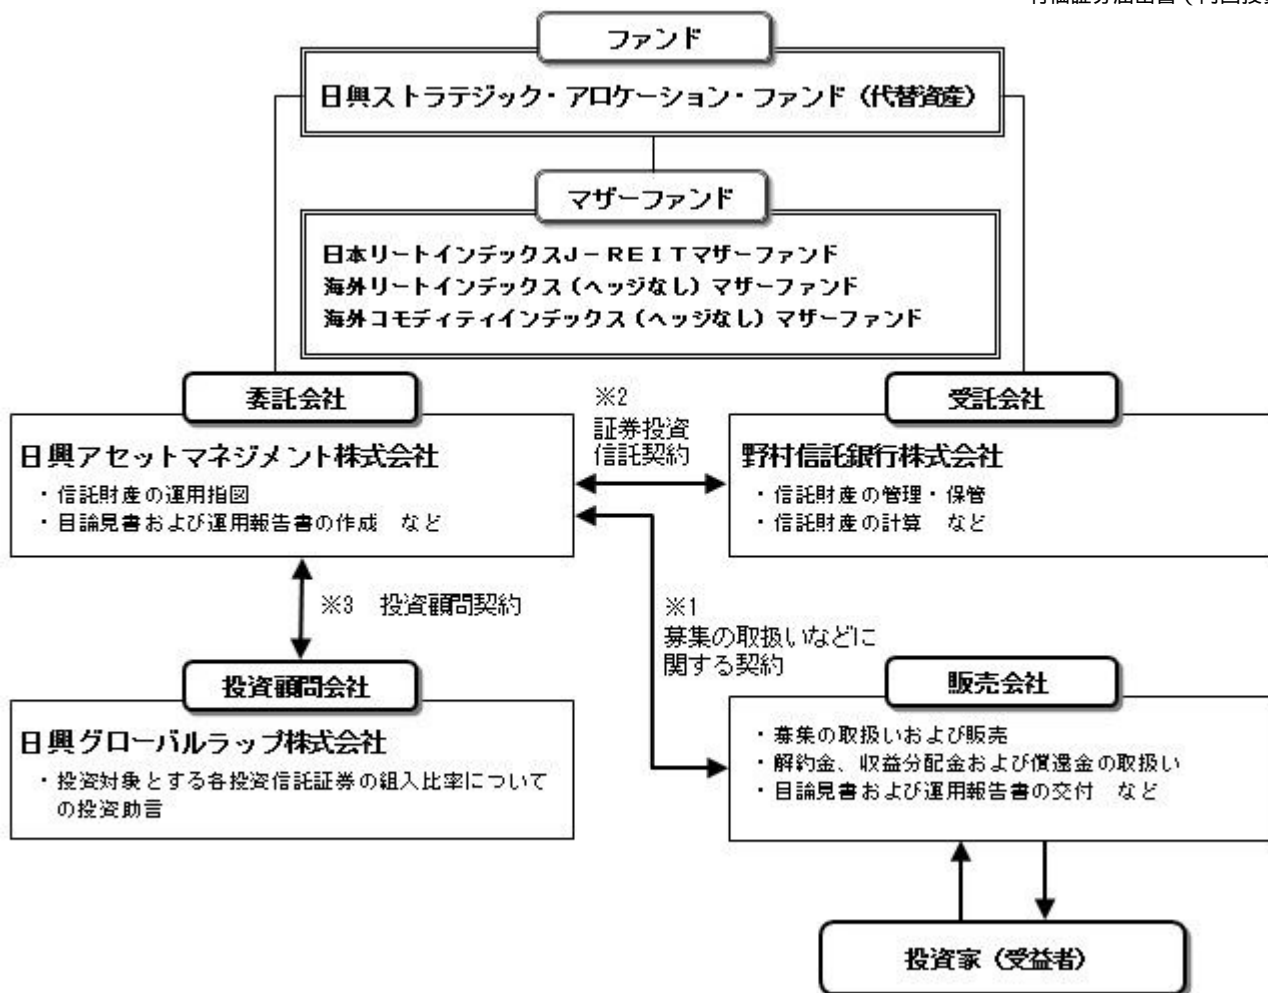 ファンド
日興ストラテジック・アロケーション・ファンド（代替資産）
マザーファンド
日本リートインデックスJ－REITマザーファンド
海外リートインデックス（ヘッジなし）マザーファンド
海外コモディティインデックス（ヘッジなし）マザーファンド
委託会社
日興アセットマネジメント株式会社
・信託財産の運用指図
・目論見書および運用報告書の作成　など
※2
証券投資
信託契約
受託会社
野村信託銀行株式会社
・信託財産の管理・保管
・信託財産の計算　など
※3　投資顧問契約
※1
募集の取扱いなどに
関する契約
投資顧問会社
日興グローバルラップ株式会社
・投資対象とする各投資信託証券の組入比率について
の投資助言
販売会社
・募集の取扱いおよび販売
・解約金、収益分配金および償還金の取扱い
・目論見書および運用報告書の交付　など
投資家（受益者）